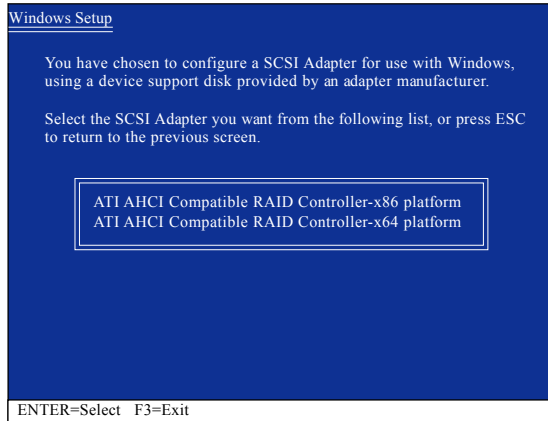 Windows Setup
You have chosen to configure a SCSI Adapter for use with Windows,
using a device support disk provided by an adapter manufacturer.
Select the SCSI Adapter you want from the following list, or press ESC
to return to the previous screen.
ATI AHCI Compatible RAID Controller-x86 platform
ATI AHCI Compatible RAID Controller-x64 platform
ENTER=Select F3=Exit